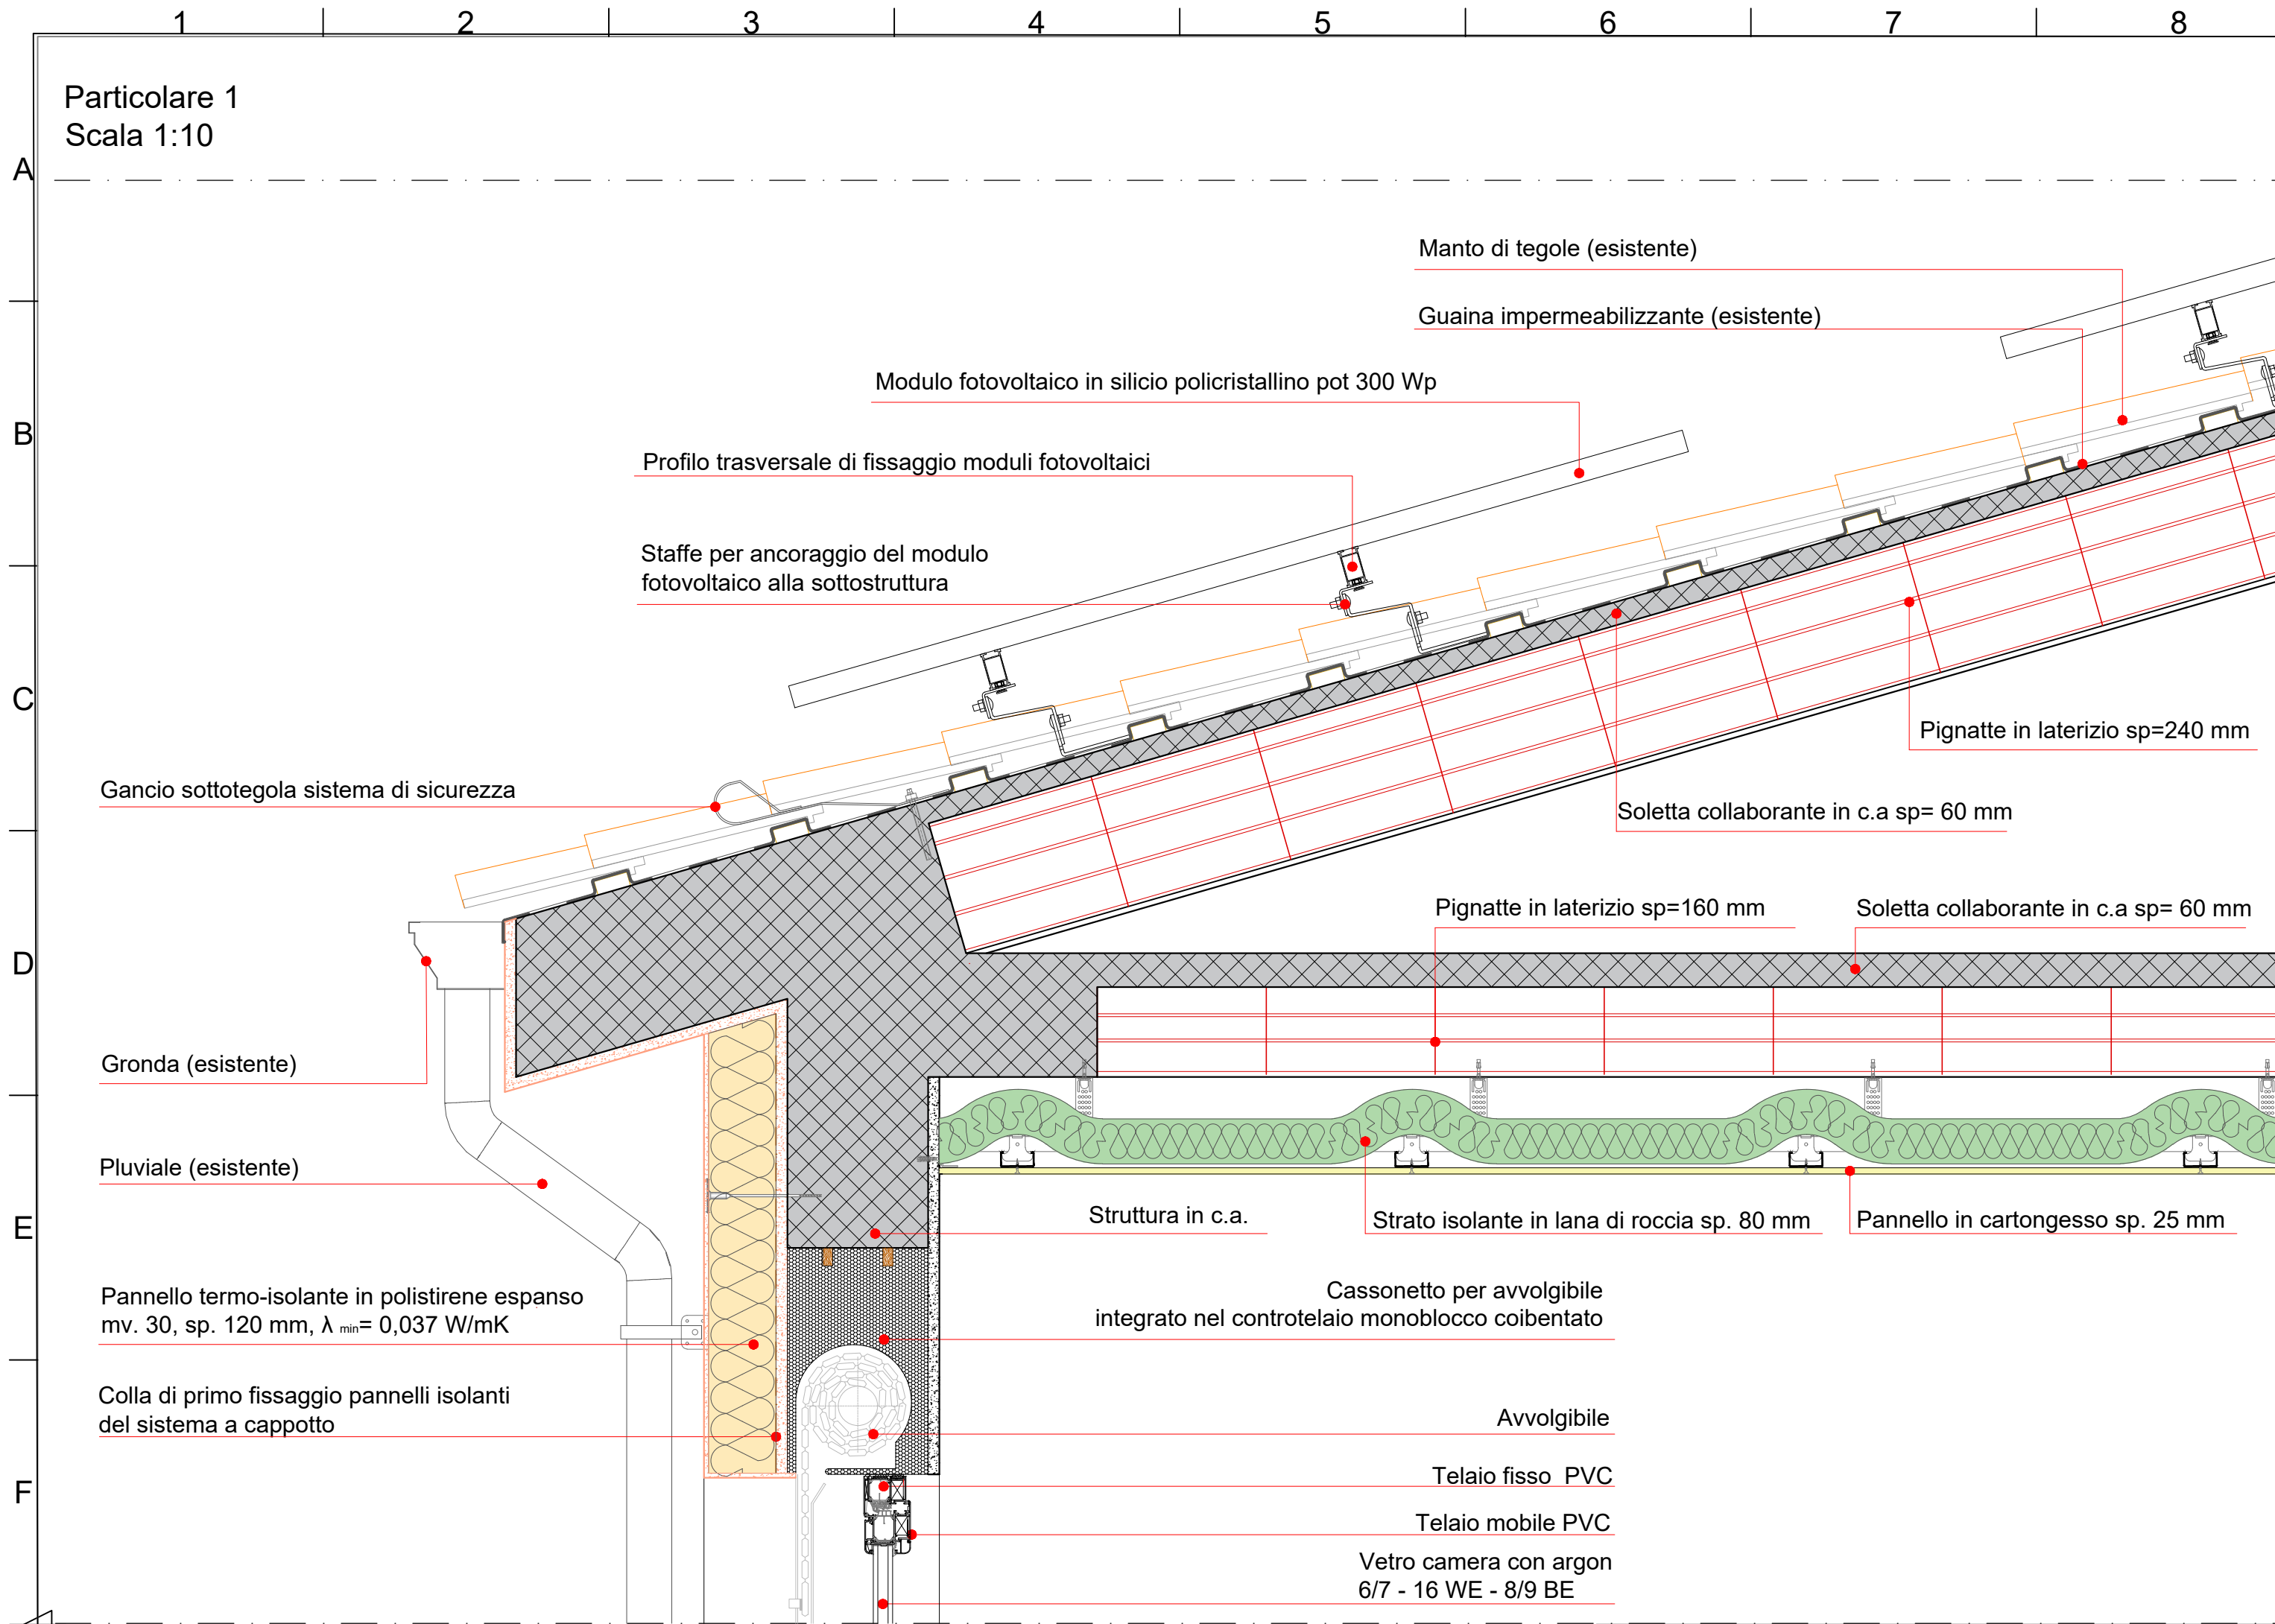 1 2 3 4 5 6 7 8
Particolare 1
Scala 1:10
A
Manto di tegole (esistente)
Guaina impermeabilizzante (esistente)
Modulo fotovoltaico in silicio policristallino pot 300 Wp
B
Profilo trasversale di fissaggio moduli fotovoltaici
Staffe per ancoraggio del modulo
fotovoltaico alla sottostruttura
C
Pignatte in laterizio sp=240 mm
Gancio sottotegola sistema di sicurezza
Soletta collaborante in c.a sp= 60 mm
Pignatte in laterizio sp=160 mm
Soletta collaborante in c.a sp= 60 mm
D
Gronda (esistente)
Pluviale (esistente)
Struttura in c.a.
Strato isolante in lana di roccia sp. 80 mm
Pannello in cartongesso sp. 25 mm
E
Pannello termo-isolante in polistirene espanso
mv. 30, sp. 120 mm, λ min= 0,037 W/mK
Cassonetto per avvolgibile
integrato nel controtelaio monoblocco coibentato
Colla di primo fissaggio pannelli isolanti
del sistema a cappotto
Avvolgibile
Telaio fisso  PVC
F
Telaio mobile PVC
Vetro camera con argon
6/7 - 16 WE - 8/9 BE